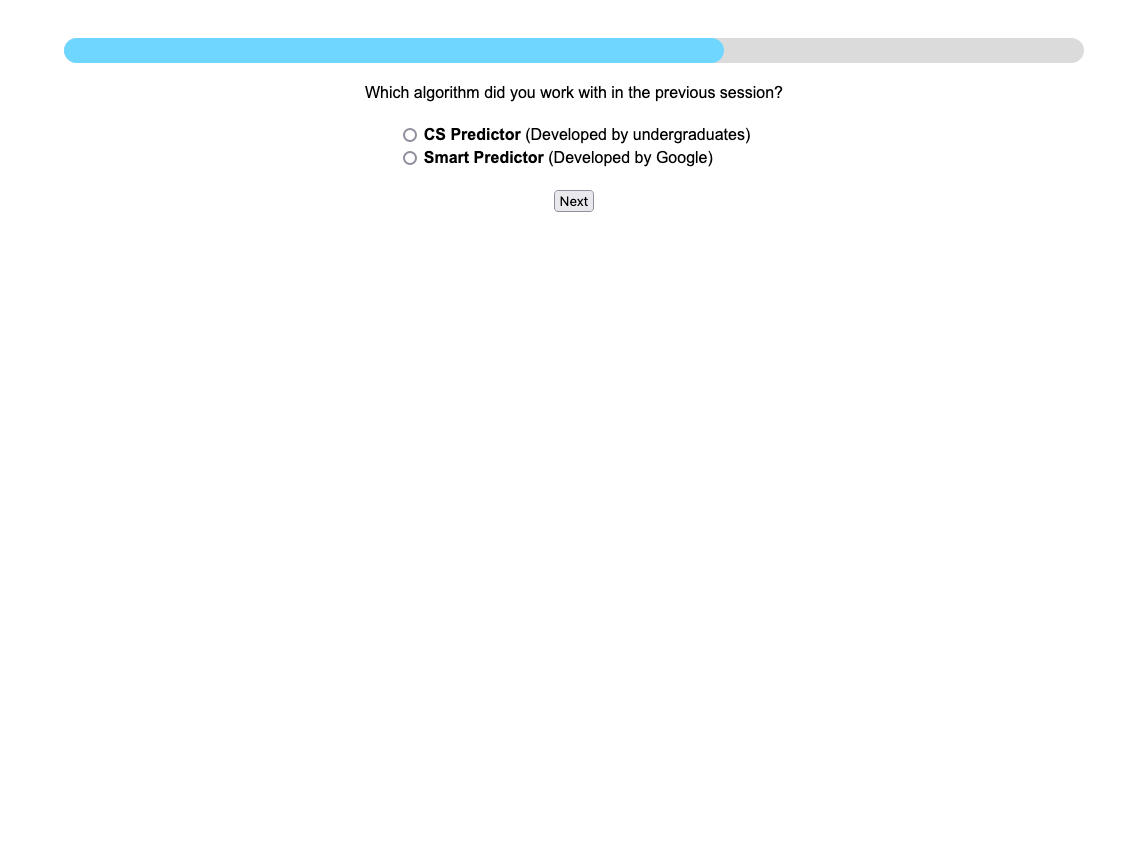 Which algorithm did you work with in the previous session?
CS Predictor (Developed by undergraduates)
Smart Predictor (Developed by Google)
Next